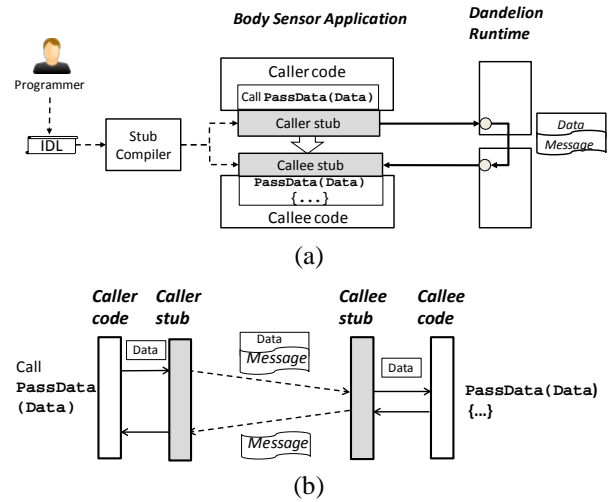 Body Sensor Application
Dandelion
Runtime
Programmer
IDL
Stub
Compiler
Caller code
Call PassData(Data)
Caller stub
Callee stub
PassData(Data)
{...}
Callee code
Data
Message
(a)
Caller
code
Caller
stub
Callee
stub
Callee
code
Call
PassData
(Data)
Data
Data
Message
Data
Message
PassData(Data)
{...}
(b)